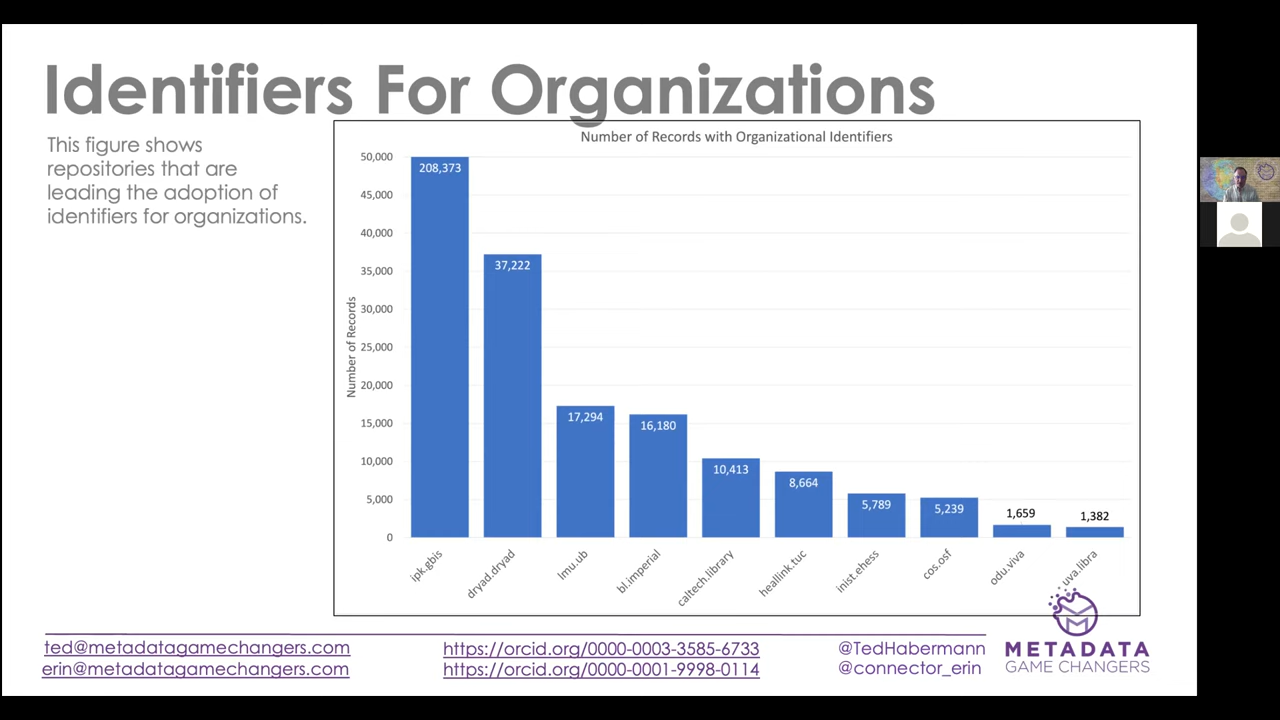 Identifiers For Organizations
This figure shows
repositories that are
leading the adoption of
identifiers for organizations.
Number of Records with Organizational Identifiers
Number of Records
50,000
45,000
40,000
35,000
30,000
25,000
20,000
15,000
10,000
5,000
0
208,373
37,222
17,294
16,180
10,413
8,664
5,789
5,239
1,659
1,382
ipk.gbis
dryad.dryad
lmu.ub
bl.imperial
caltech.library
heallink.tuc
inist.ehess
cos.osf
odu.viva
uva.libra
ted@metadatagamechangers.com
erin@metadatagamechangers.com
https://orcid.org/0000-0003-3585-6733
https://orcid.org/0000-0001-9998-0114
@TedHabermann
@connector_erin
METADATA
GAME CHANGERS